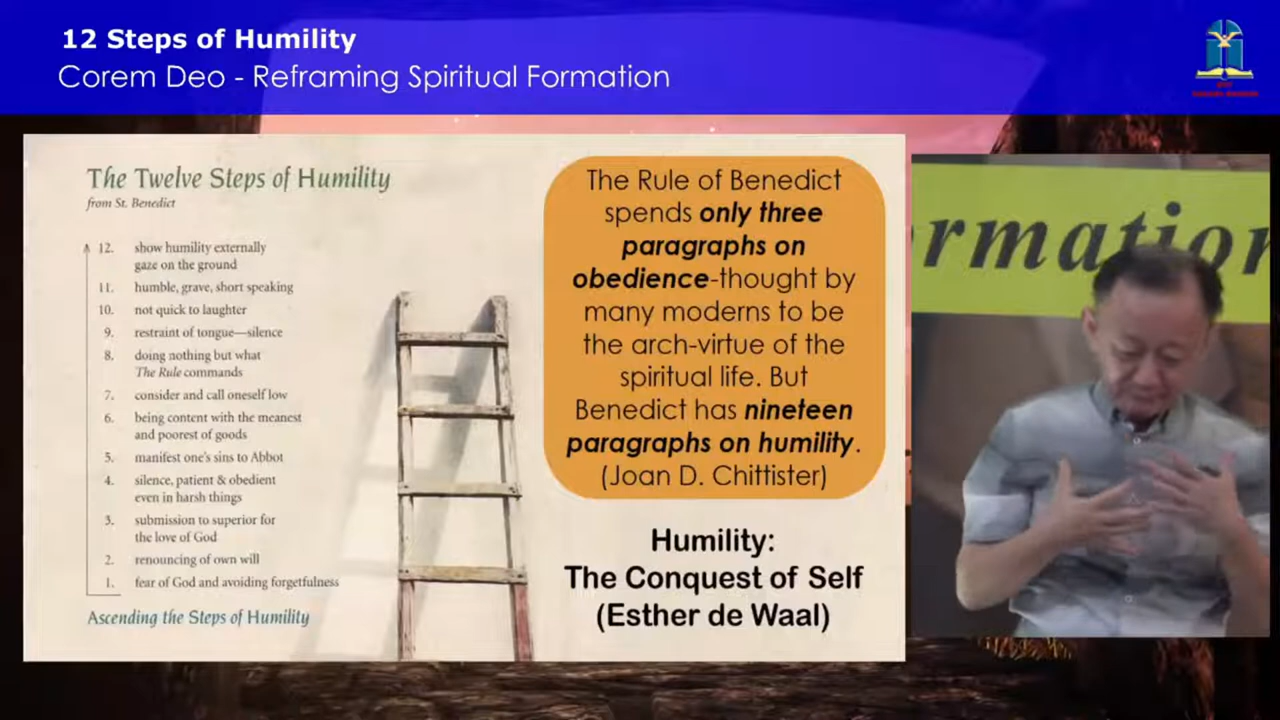 12 Steps of Humility
Corem Deo - Reframing Spiritual Formation
The Twelve Steps of Humility
from St. Benedict
12. show humility externally
gaze on the ground
11. humble, grave, short speaking
10. not quick to laughter
9. restraint of tongue—silence
8. doing nothing but what
The Rule commands
7. consider and call oneself low
6. being content with the meanest
and poorest of goods
5. manifest one's sins to Abbot
4. silence, patient & obedient
even in harsh things
3. submission to superior for
the love of God
2. renouncing of own will
1. fear of God and avoiding forgetfulness
Ascending the Steps of Humility
The Rule of Benedict
spends only three
paragraphs on
obedience-thought by
many moderns to be
the arch-virtue of the
spiritual life. But
Benedict has nineteen
paragraphs on humility.
(Joan D. Chittister)
Humility:
The Conquest of Self
(Esther de Waal)
ormation